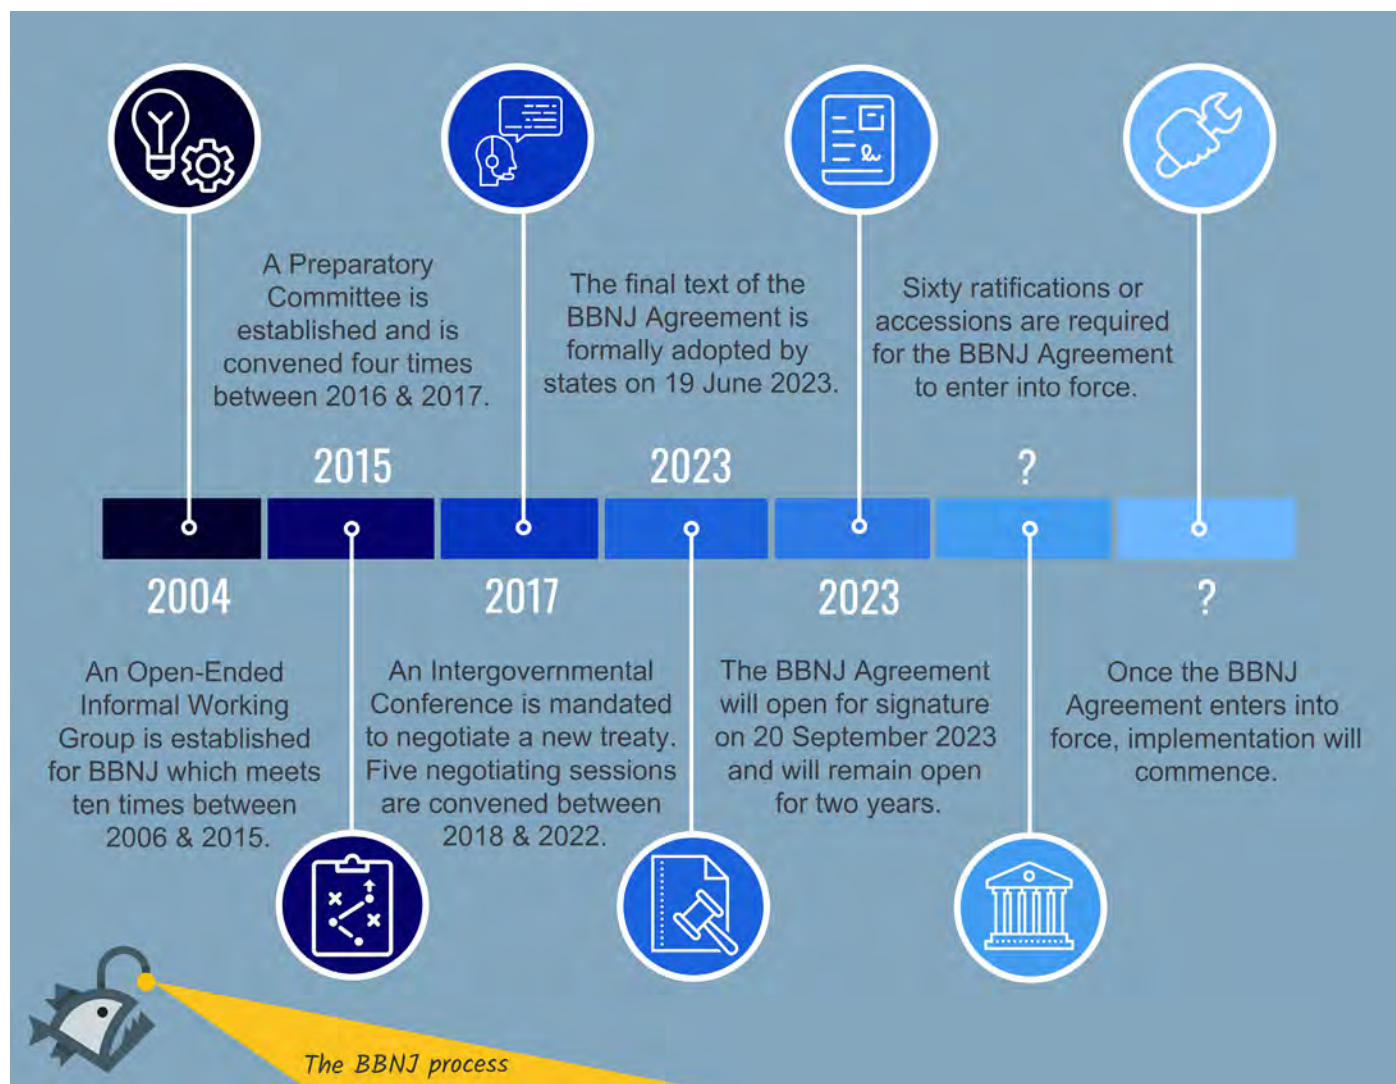 A Preparatory
Committee is
established and is
convened four times
between 2016 & 2017.
The final text of the
BBNJ Agreement is
formally adopted by
states on 19 June 2023.
Sixty ratifications or
accessions are required
for the BBNJ Agreement
to enter into force.
2015
2023
?
2004
2017
2023
?
An Open-Ended
Informal Working
Group is established
for BBNJ which meets
ten times between
2006 & 2015.
An Intergovernmental
Conference is mandated
to negotiate a new treaty.
Five negotiating sessions
are convened between
2018 & 2022.
The BBNJ Agreement
will open for signature
on 20 September 2023
and will remain open
for two years.
Once the BBNJ
Agreement enters into
force, implementation will
commence.
The BBNJ process